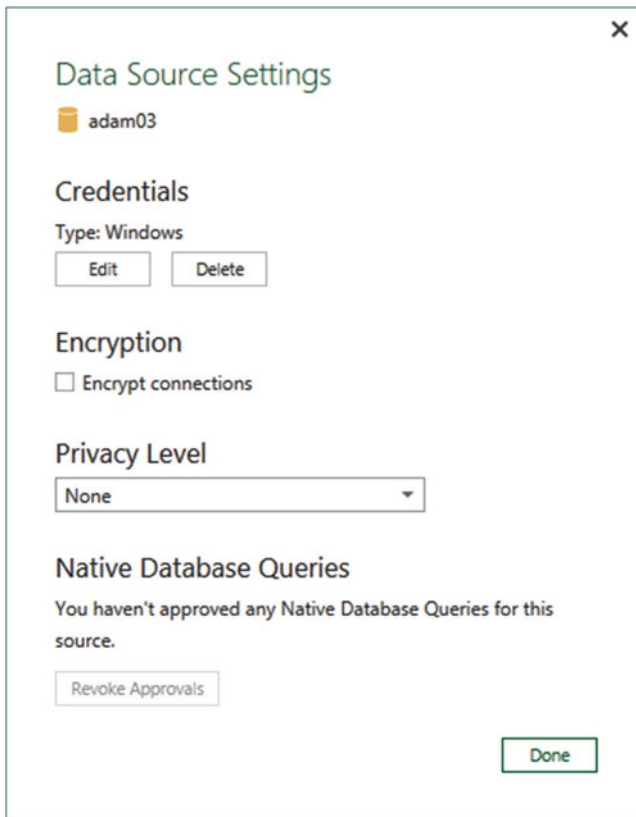 Data Source Settings
adam03
Credentials
Type: Windows
Edit Delete
Encryption
Encrypt connections
Privacy Level
None
Native Database Queries
You haven't approved any Native Database Queries for this
source.
Revoke Approvals
Done